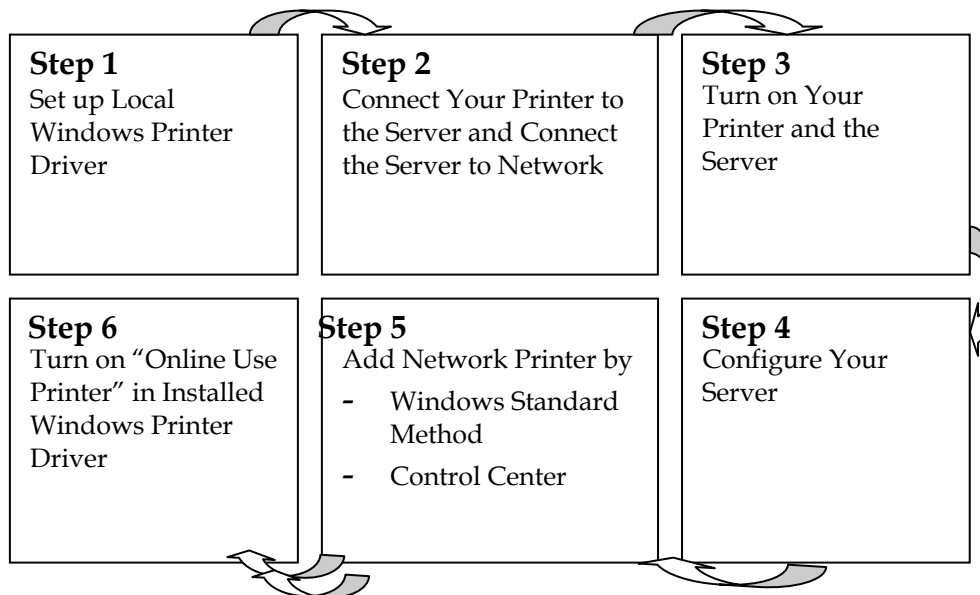 Step 1
Set up Local
Windows Printer
Driver
Step 2
Connect Your Printer to
the Server and Connect
the Server to Network
Step 3
Turn on Your
Printer and the
Server
Step 4
Configure Your
Server
Step 5
Add Network Printer by
- Windows Standard
Method
- Control Center
Step 6
Turn on “Online Use
Printer” in Installed
Windows Printer
Driver